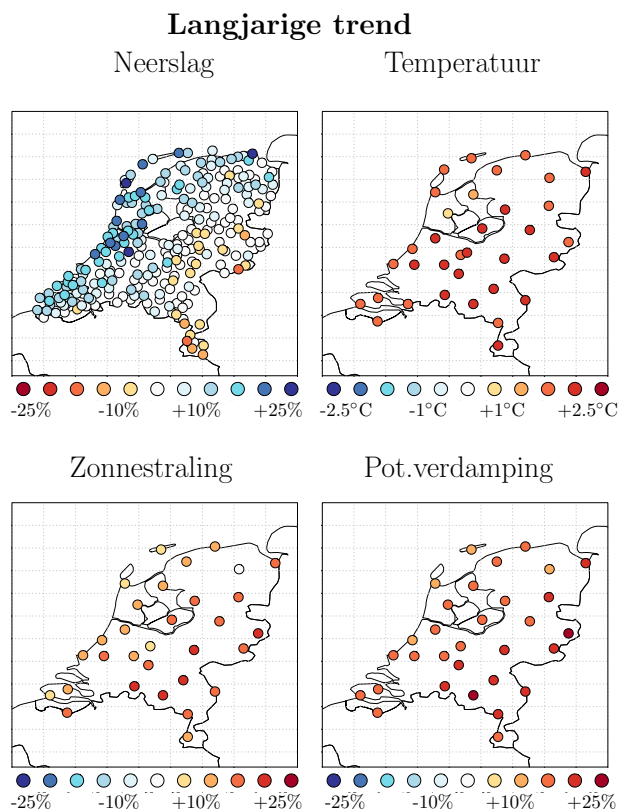 Langjarige trend
Neerslag Temperatuur
-25% -10% +10% +25% -2.5°C -1°C +1°C +2.5°C
Zonnestraling Pot.verdamping
-25% -10% +10% +25% -25% -10% +10% +25%